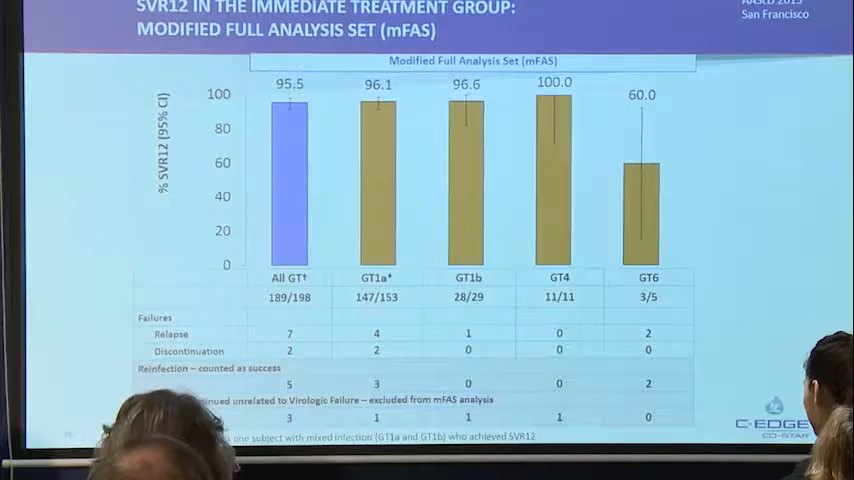 SVR12 IN THE IMMEDIATE TREATMENT GROUP:
MODIFIED FULL ANALYSIS SET (mFAS)
San Francisco
Modified Full Analysis Set (mFAS)
% SVR12 (95% CI)
95.5 96.1 96.6 100.0 60.0
100
80
60
40
20
0
All GT† GT1a* GT1b GT4 GT6
189/198 147/153 28/29 11/11 3/5
Failures
Relapse 7 4 1 0 2
Discontinuation 2 2 0 0 0
Reinfection – counted as success
5 3 0 0 2
unrelated to Virologic Failure – excluded from mFAS analysis
3 1 1 1 0
one subject with mixed infection (GT1a and GT1b) who achieved SVR12
C-EDGE
CO-STAR